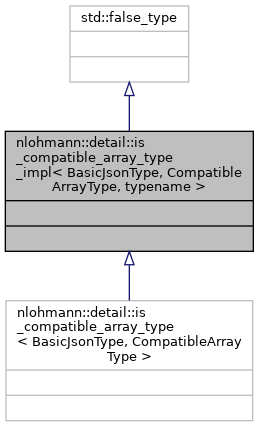 std::false_type
nlohmann::detail::is
_compatible_array_type
_impl< BasicJsonType, Compatible
ArrayType, typename >
nlohmann::detail::is
_compatible_array_type
< BasicJsonType, CompatibleArray
Type >